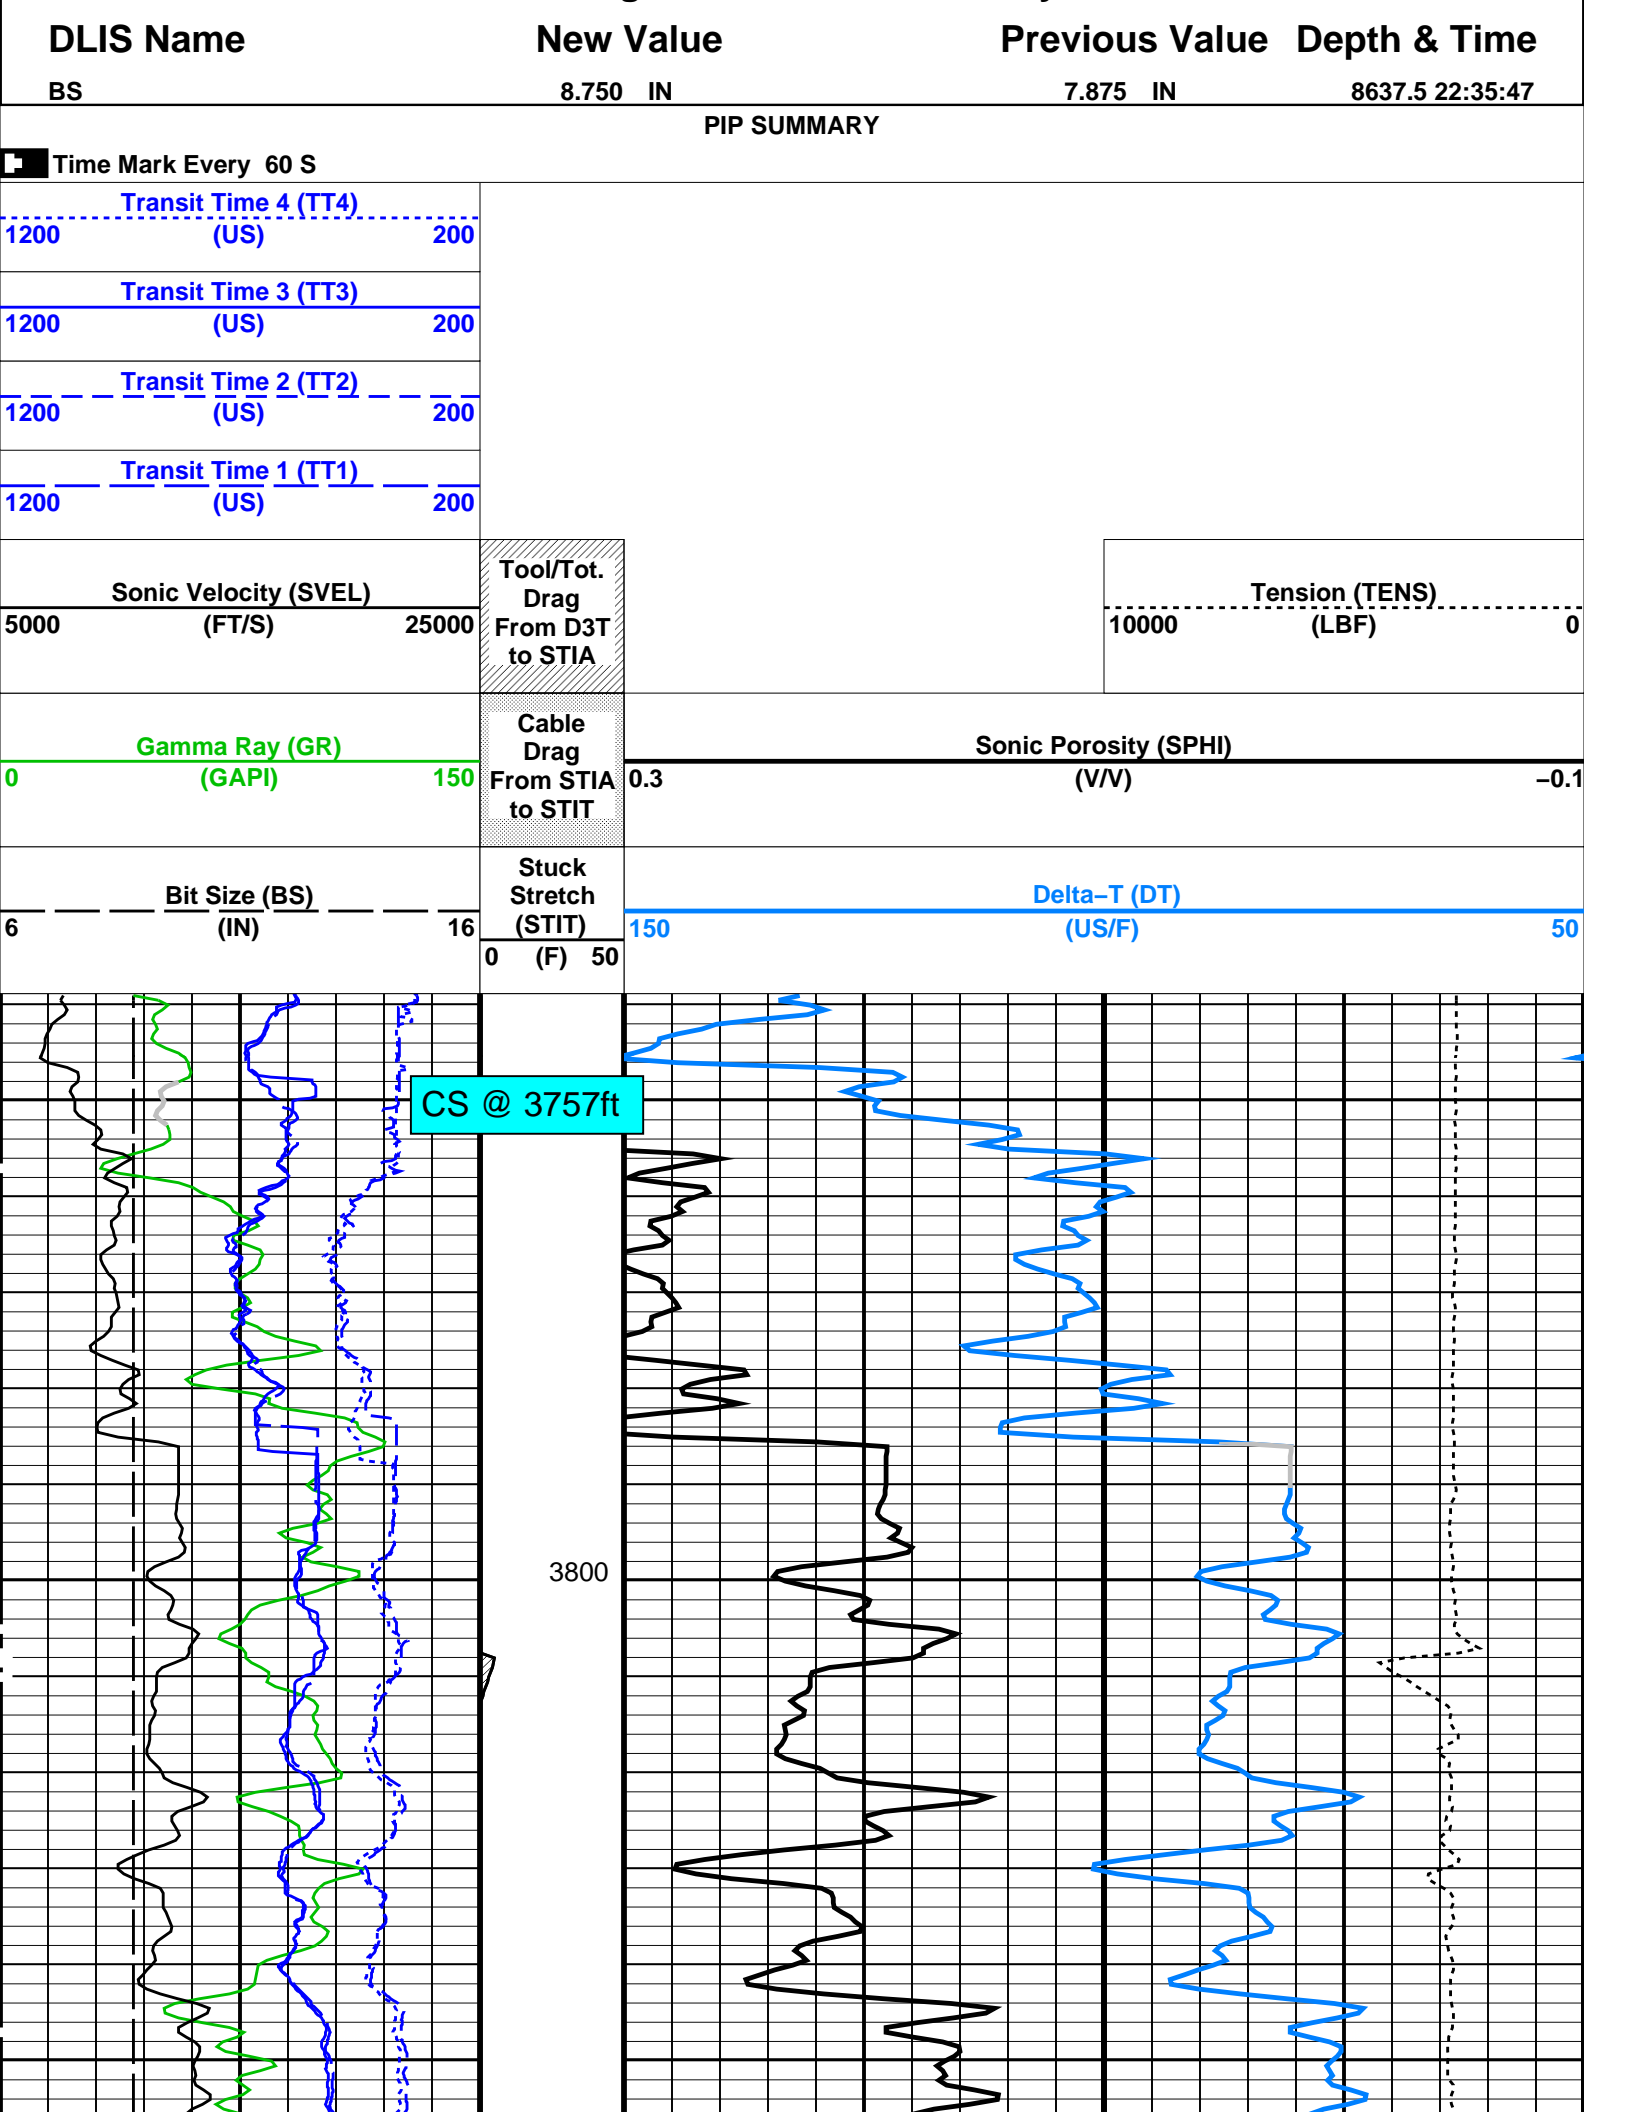 DLIS Name New Value Previous Value Depth & Time
BS 8.750 IN 7.875 IN 8637.5 22:35:47
PIP SUMMARY
Time Mark Every 60 S
Transit Time 4 (TT4)
1200 (US) 200
Transit Time 3 (TT3)
1200 (US) 200
Transit Time 2 (TT2)
1200 (US) 200
Transit Time 1 (TT1)
1200 (US) 200
Sonic Velocity (SVEL)
5000 (FT/S) 25000
Tool/Tot.
Drag
From D3T
to STIA
Tension (TENS)
10000 (LBF) 0
Gamma Ray (GR)
0 (GAPI) 150
Cable
Drag
From STIA
to STIT
Sonic Porosity (SPHI)
0.3 (V/V) −0.1
Bit Size (BS)
6 (IN) 16
Stuck
Stretch
(STIT)
0 (F) 50
Delta−T (DT)
150 (US/F) 50
CS @ 3757ft
3800